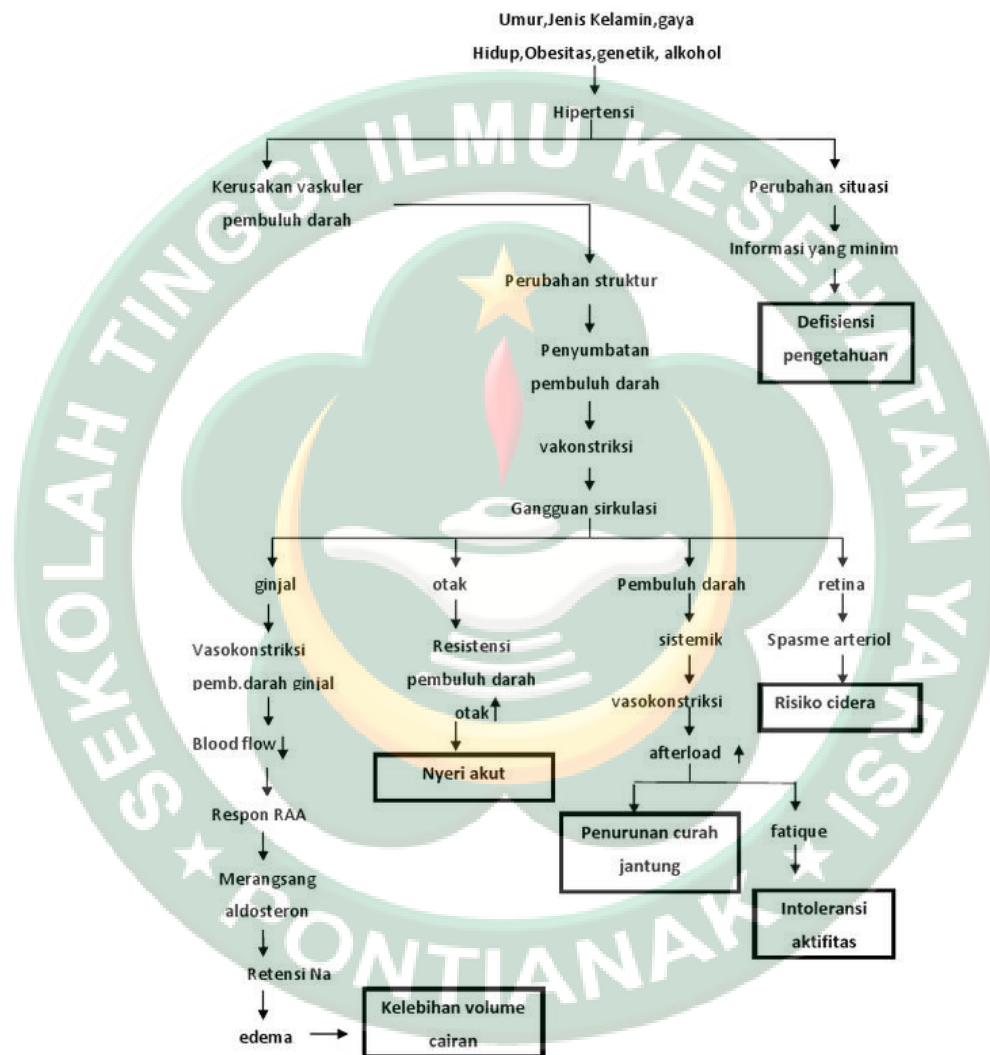 Umur,Jenis Kelamin,gaya
Hidup,Obesitas,genetik, alkohol
Hipertensi
Kerusakan vaskuler
pembuluh darah
Perubahan situasi
Informasi yang minim
Defisiensi
pengetahuan
Perubahan struktur
Penyumbatan
pembuluh darah
vakonstriksi
Gangguan sirkulasi
ginjal
Vasokonstriksi
pemb.darah ginjal
Blood flow
Respon RAA
Merangsang
aldosteron
Retensi Na
edema
Kelebihan volume
cairan
otak
Resistensi
pembuluh darah
otak
Nyeri akut
Pembuluh darah
sistemik
vasokonstriksi
afterload
Penurunan curah
jantung
fatique
Intoleransi
aktifitas
retina
Spasme arteriol
Risiko cidera
SEKOLAH TINGGI ILMU KESEHATAN YARSI
PONTIANAK